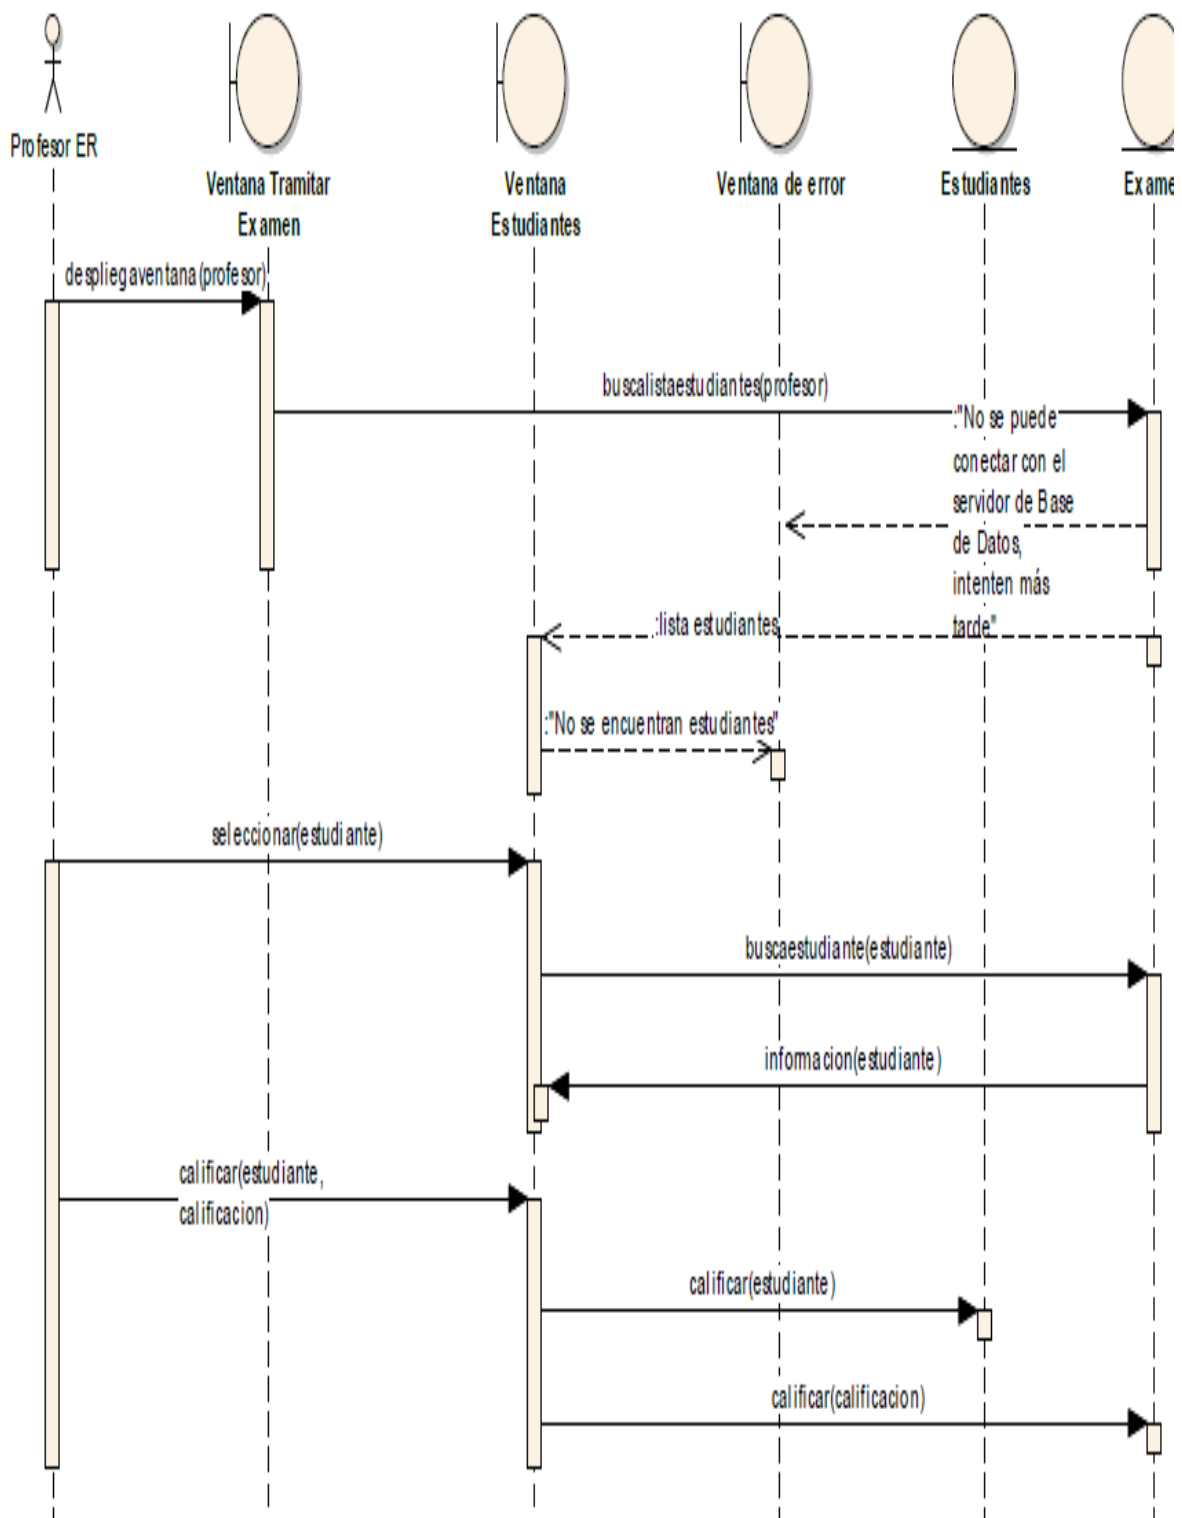 Profesor ER
Ventana Tramitar
Examen
Ventana
Estudiantes
Ventana de error
Estudiantes
Exame
despliegaventana(profesor)
buscalistaestudiantes(profesor)
:"No se puede
conectar con el
servidor de Base
de Datos,
intenten más
tarde"
:lista estudiantes
:"No se encuentran estudiantes"
seleccionar(estudiante)
buscaestudiante(estudiante)
informacion(estudiante)
calificar(estudiante,
calificacion)
calificar(estudiante)
calificar(calificacion)